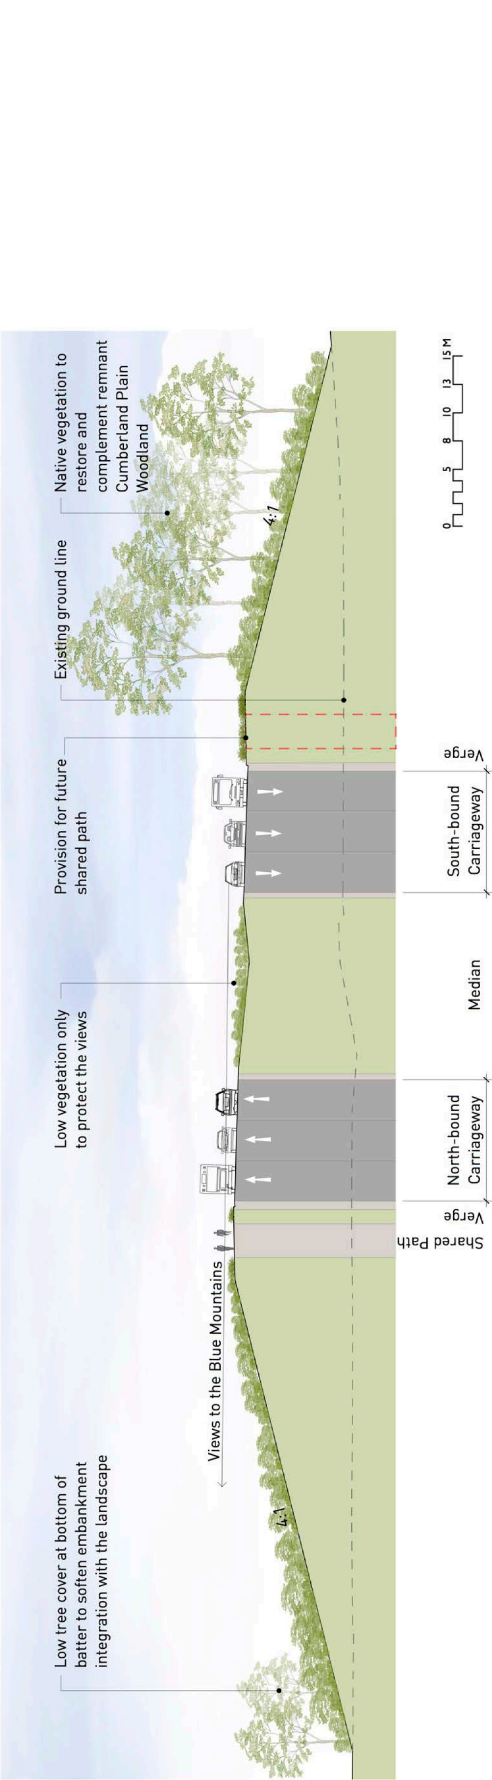 Low tree cover at bottom of
batter to soften embankment
integration with the landscape
Views to the Blue Mountains
Low vegetation only
to protect the views
Provision for future
shared path
Existing ground line
Native vegetation to
restore and
complement remnant
Cumberland Plain
Woodland
4:1
4:1
Shared Path
Verge
North-bound
Carriageway
Median
South-bound
Carriageway
Verge
0 5 8 10 13 15 M